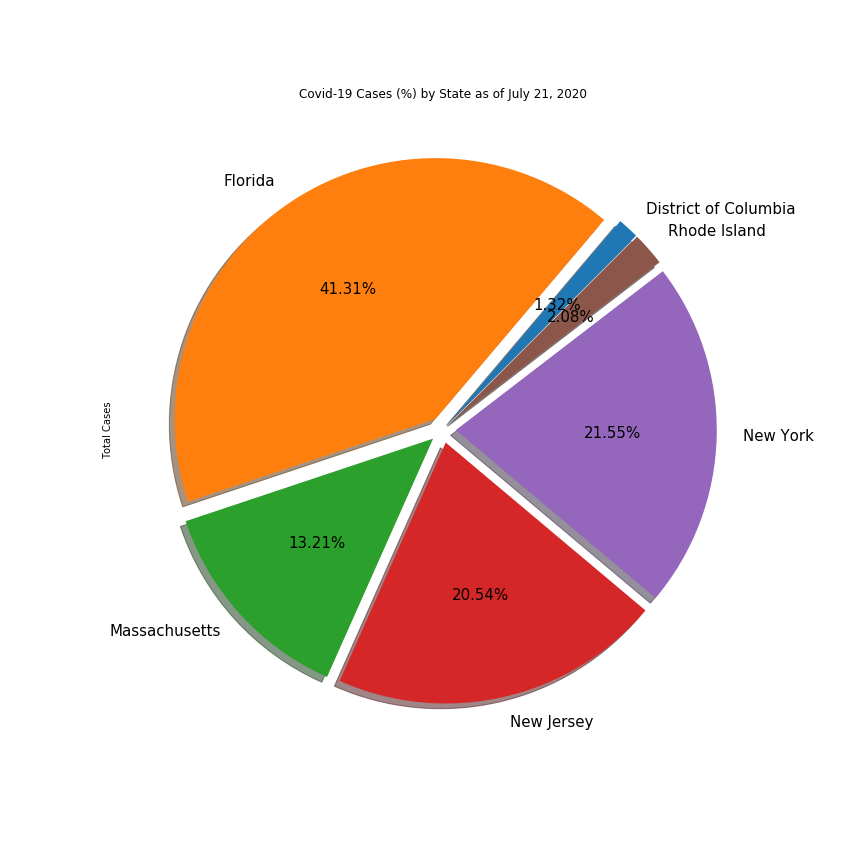 Covid-19 Cases (%) by State as of July 21, 2020
Florida
District of Columbia
Rhode Island
41.31%
1.32%
2.08%
Total Cases
21.55%
New York
13.21%
20.54%
Massachusetts
New Jersey